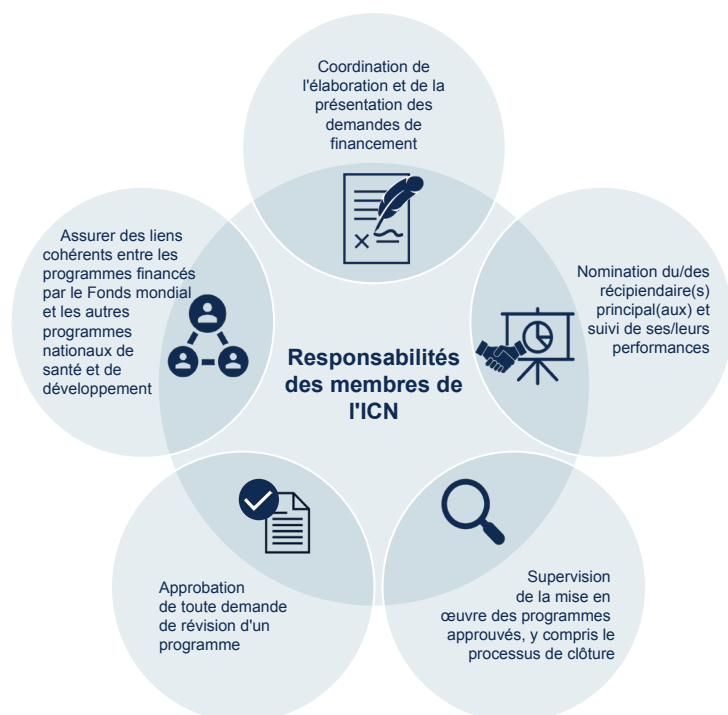 Coordination de
l'élaboration et de la
présentation des
demandes de
financement
Assurer des liens
cohérents entre les
programmes financés
par le Fonds mondial
et les autres
programmes
nationaux de
santé et de
développement
Nomination du/des
récipiendaire(s)
principal(aux) et
suivi de ses/leurs
performances
Responsabilités
des membres de
l'ICN
Approbation
de toute demande
de révision d'un
programme
Supervision
de la mise en
œuvre des programmes
approuvés, y compris le
processus de clôture